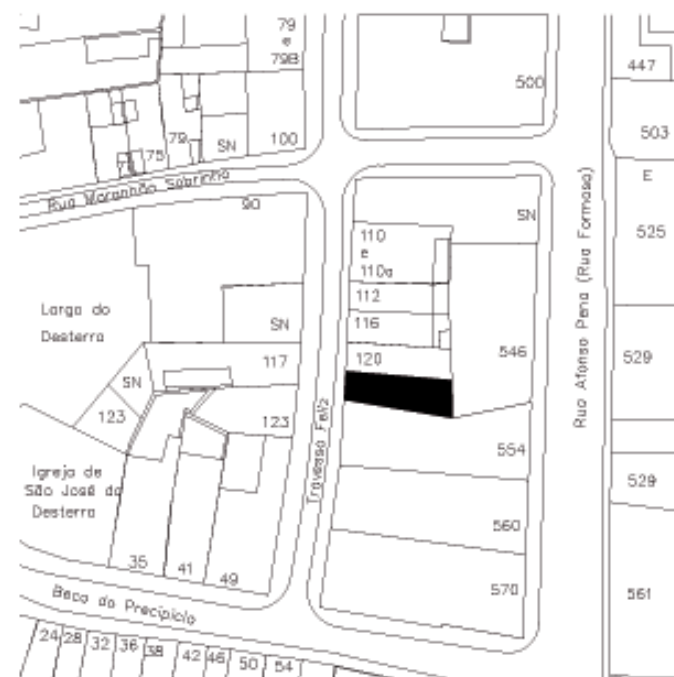 79
e
79B
500
447
100
79
75
SN
503
E
Rua Maranhão Sobrinho
90
SN
525
110
e
110a
112
116
120
Largo do
Desterro
SN
117
546
529
SN
123
123
Travessa Feliz
Rua Afonso Pena (Rua Formosa)
554
Igreja de
São José do
Desterro
529
560
35
41
49
570
561
Beco do Precipício
24
28
32
36
38
42
46
50
54